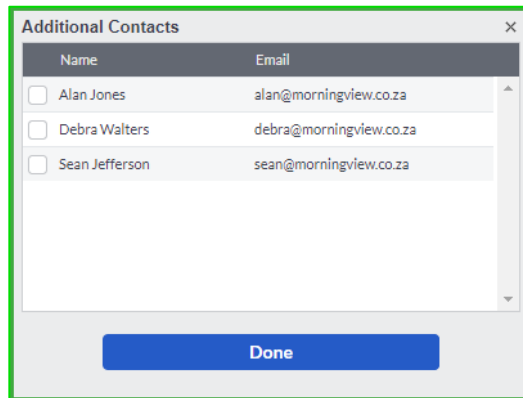 Additional Contacts ×
Name Email
Alan Jones alan@morningview.co.za
Debra Walters debra@morningview.co.za
Sean Jefferson sean@morningview.co.za
Done